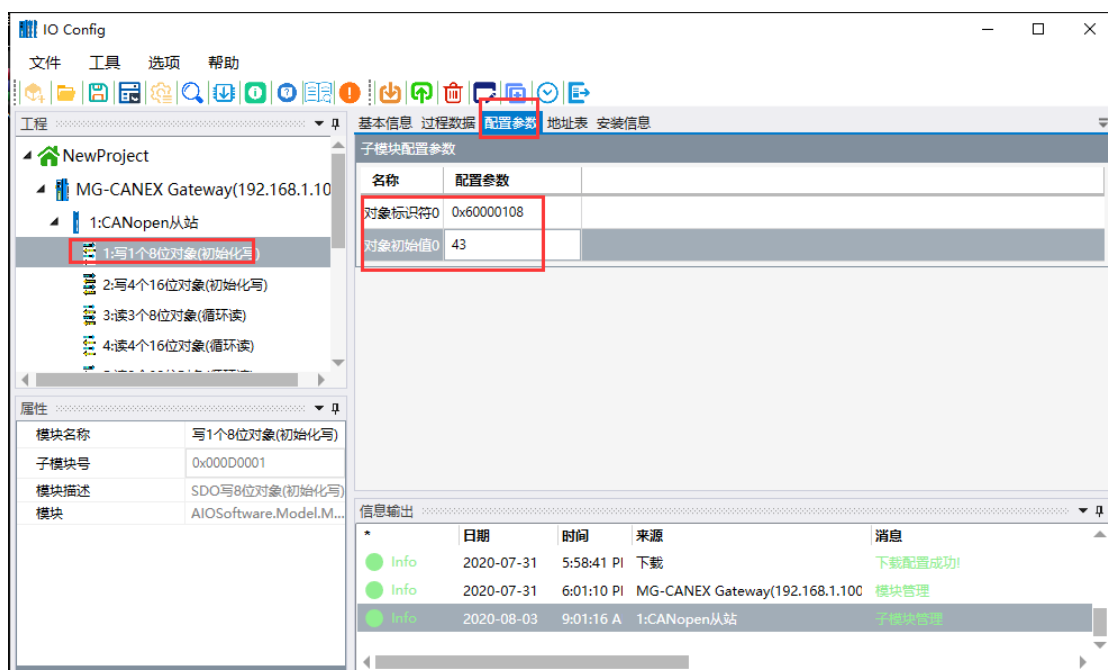 IO Config
文件 工具 选项 帮助
工程
NewProject
MG-CANEX Gateway(192.168.1.10
1:CANopen从站
1:写1个8位对象(初始化写)
2:写4个16位对象(初始化写)
3:读3个8位对象(循环读)
4:读4个16位对象(循环读)
属性
模块名称 写1个8位对象(初始化写)
子模块号 0x000D0001
模块描述 SDO写8位对象(初始化写)
模块 AIOSoftware.Model.M...
基本信息 过程数据 配置参数 地址表 安装信息
子模块配置参数
名称 配置参数
对象标识符0 0x60000108
对象初始值0 43
信息输出
* 日期 时间 来源 消息
Info 2020-07-31 5:58:41 PI 下载 下载配置成功!
Info 2020-07-31 6:01:10 PI MG-CANEX Gateway(192.168.1.100 模块管理
Info 2020-08-03 9:01:16 A 1:CANopen从站 子模块管理